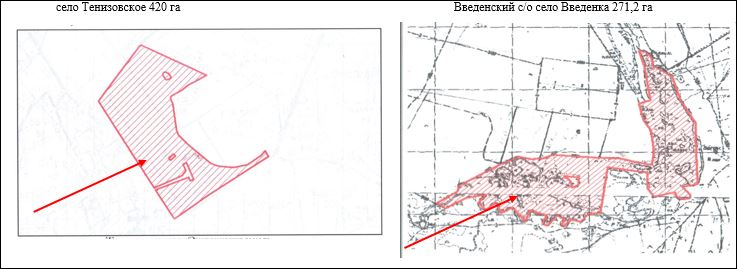 село Тенизовское 420 га
Введенский с/о село Введенка 271,2 га